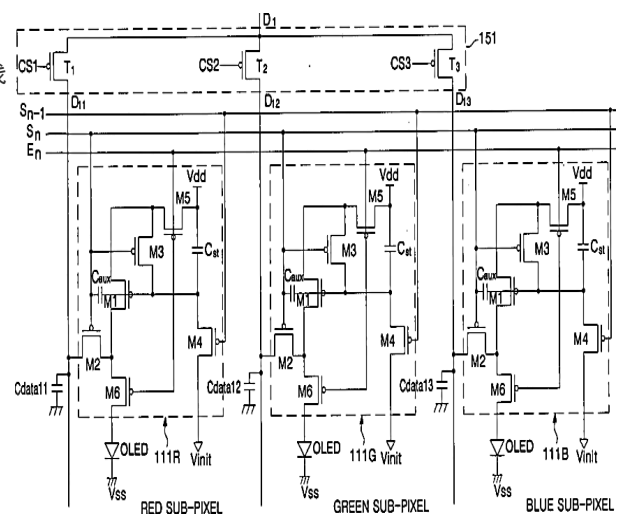 D1
151
CS1 T1 CS2 T2 CS3 T3
D11 D12 D13
Sn-1
Sn
En
Vdd Vdd Vdd
M5 M5 M5
M3 Cst M3 Cst M3 Cst
Caux Caux Caux
M1 M1 M1
M4 M4 M4
M2 M2 M2
Cdata11 M6 Cdata12 M6 Cdata13 M6
OLED OLED OLED
111R Vinit 111G Vinit 111B Vinit
Vss Vss Vss
RED SUB-PIXEL GREEN SUB-PIXEL BLUE SUB-PIXEL